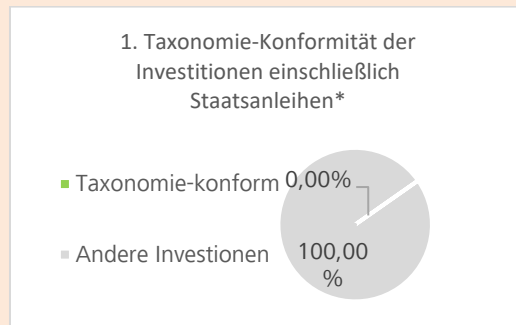 1. Taxonomie-Konformität der
Investitionen einschließlich
Staatsanleihen*
Taxonomie-konform
0,00%
Andere Investionen
100,00
%